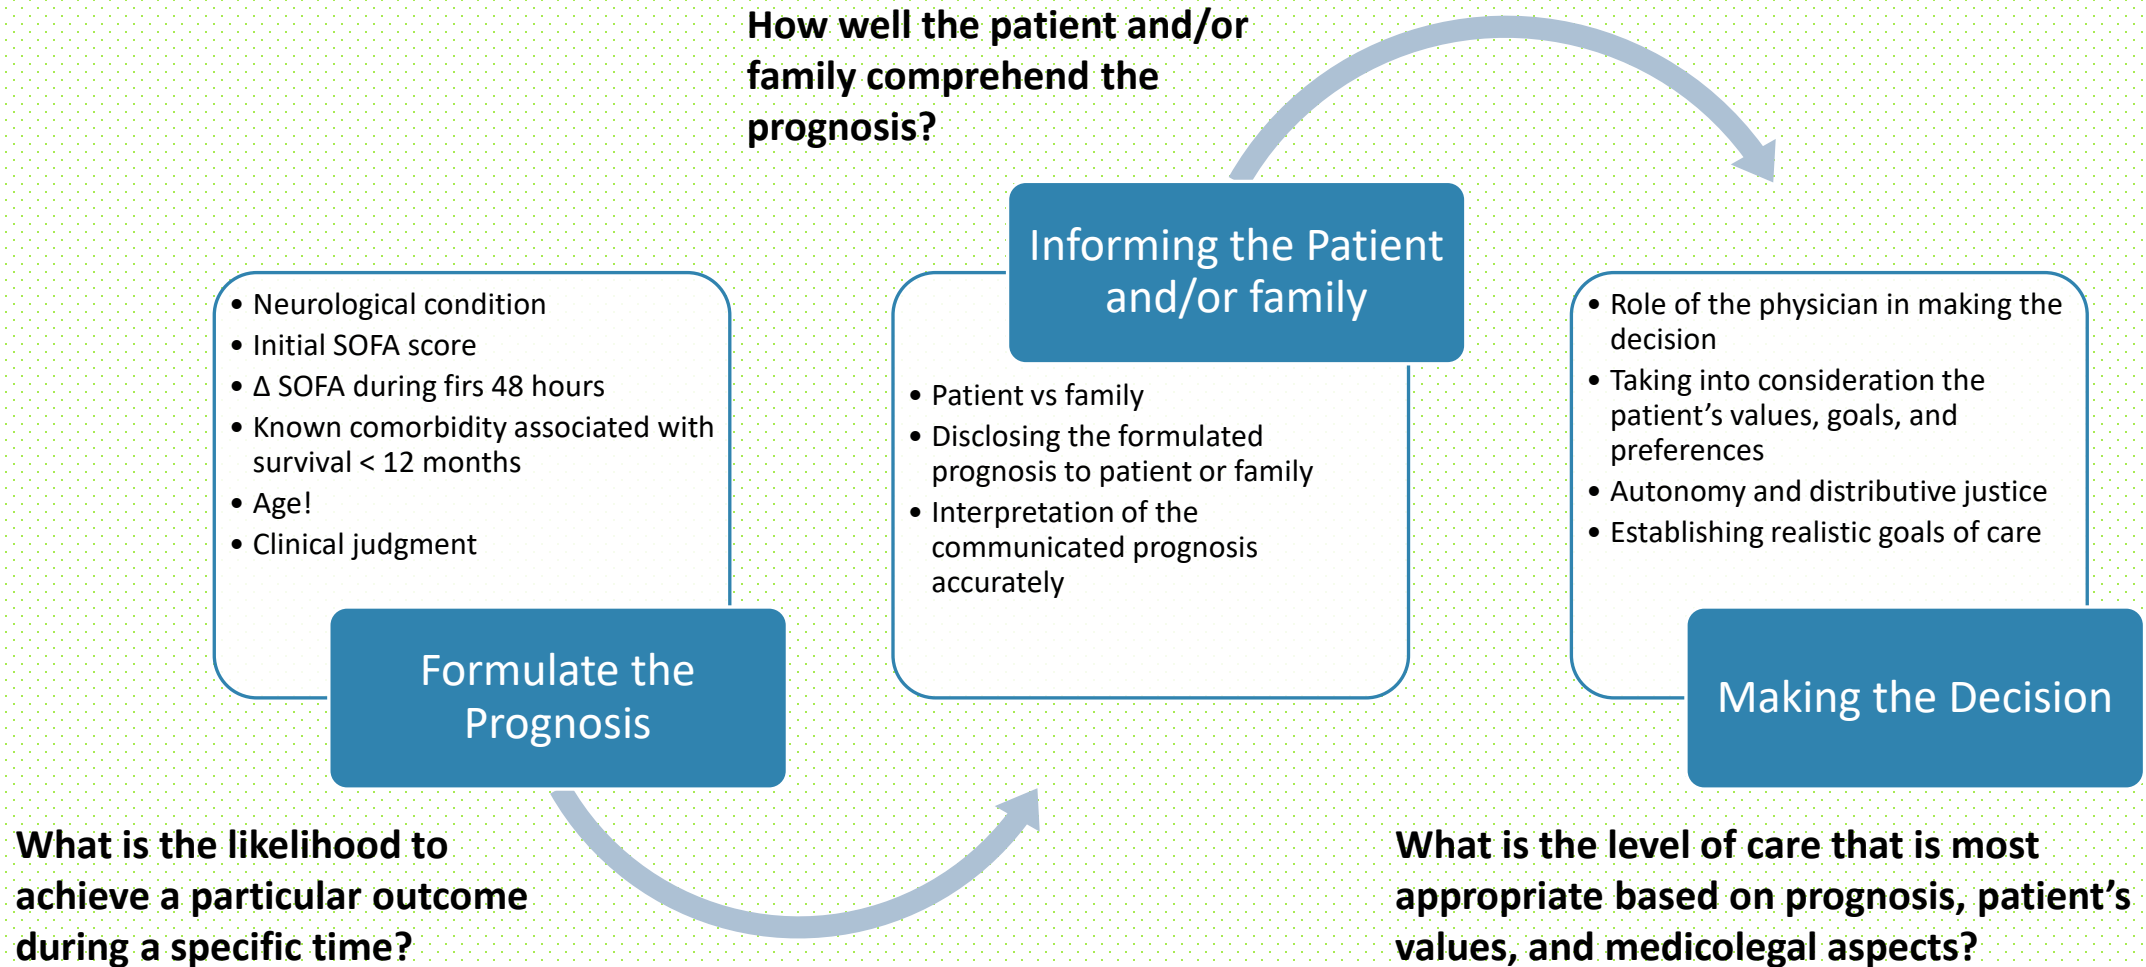 How well the patient and/or
family comprehend the
prognosis?
• Neurological condition
• Initial SOFA score
• Δ SOFA during firs 48 hours
• Known comorbidity associated with
survival < 12 months
• Age!
• Clinical judgment
Formulate the
Prognosis
What is the likelihood to
achieve a particular outcome
during a specific time?
Informing the Patient
and/or family
• Patient vs family
• Disclosing the formulated
prognosis to patient or family
• Interpretation of the
communicated prognosis
accurately
• Role of the physician in making the
decision
• Taking into consideration the
patient’s values, goals, and
preferences
• Autonomy and distributive justice
• Establishing realistic goals of care
Making the Decision
What is the level of care that is most
appropriate based on prognosis, patient’s
values, and medicolegal aspects?